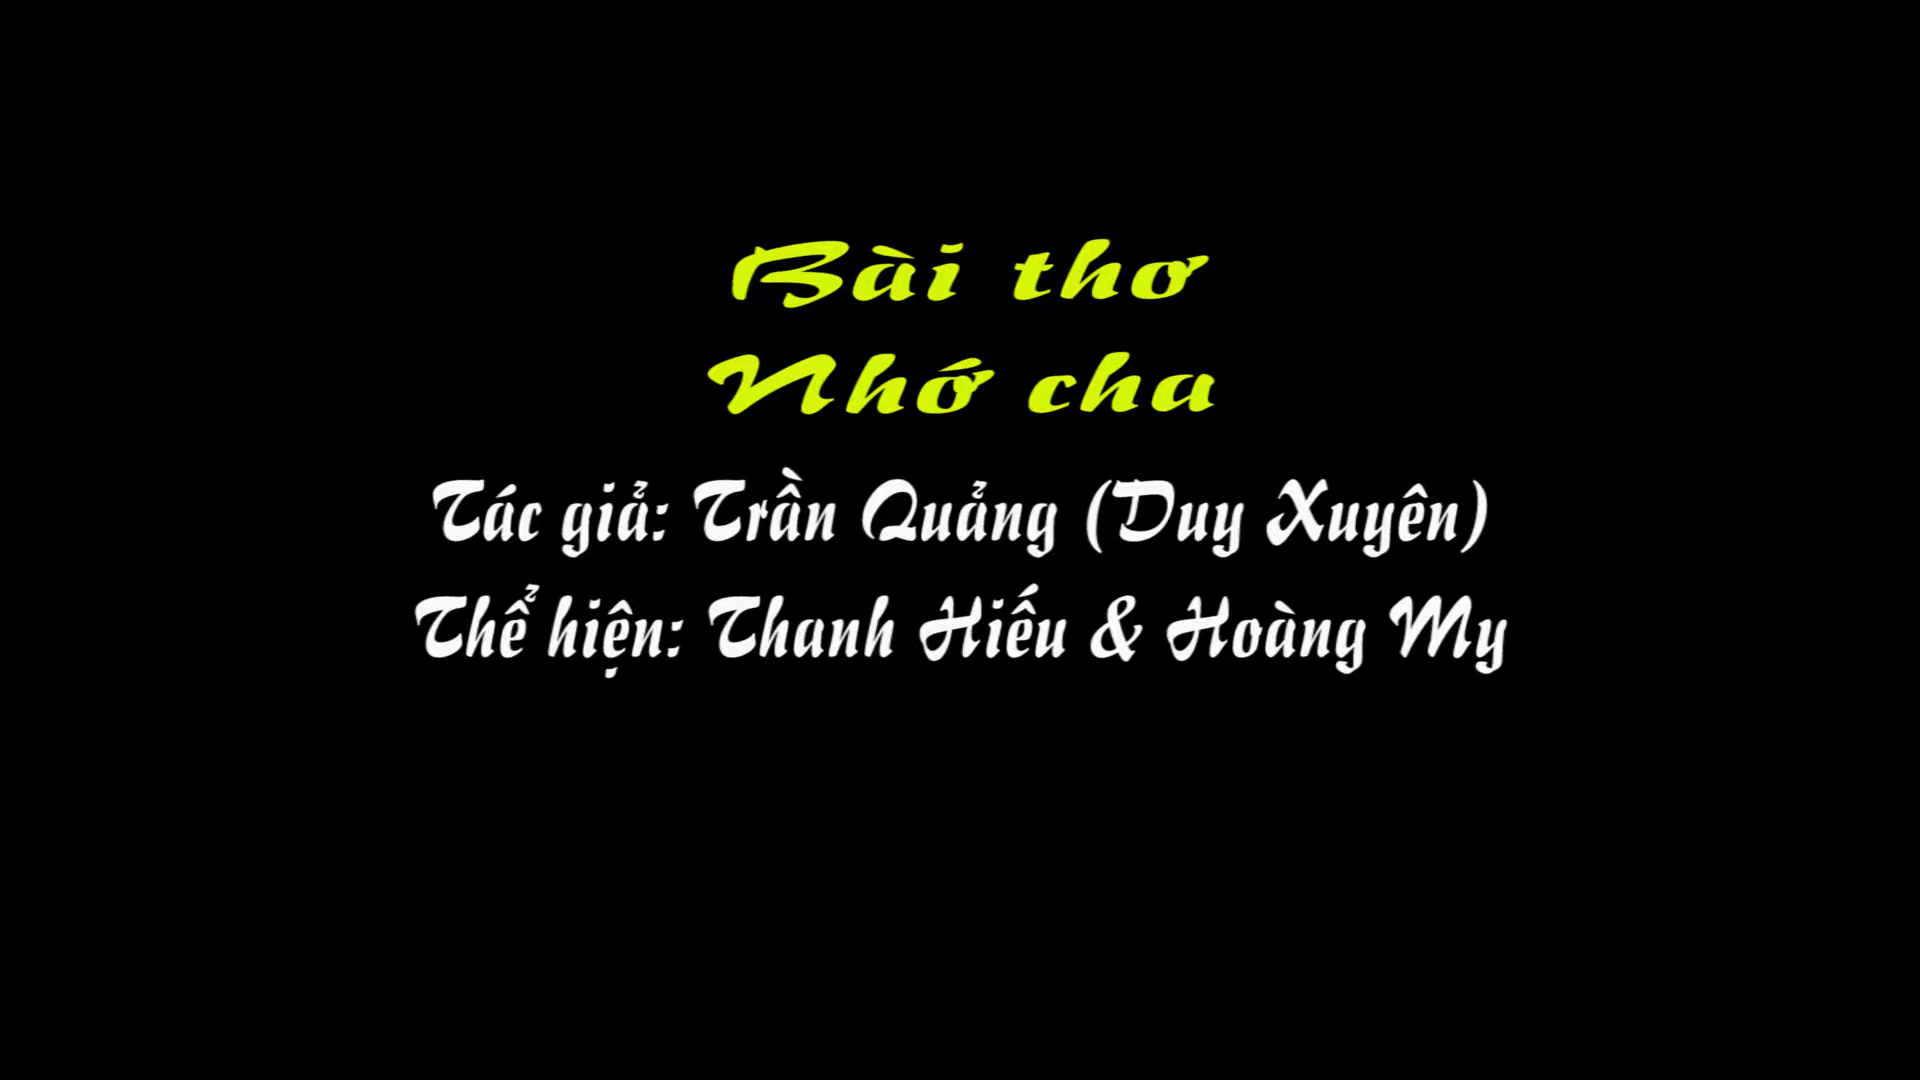 Bài thơ
Nhớ cha
Tác giả: Trần Quảng (Duy Xuyên)
Thể hiện: Thanh Hiếu & Hoàng My